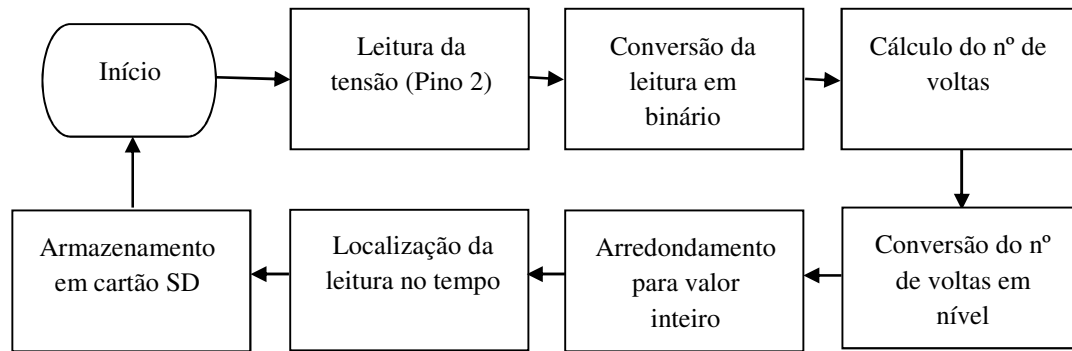 Início
Leitura da
tensão (Pino 2)
Conversão da
leitura em
binário
Cálculo do nº de
voltas
Conversão do nº
de voltas em
nível
Arredondamento
para valor
inteiro
Localização da
leitura no tempo
Armazenamento
em cartão SD